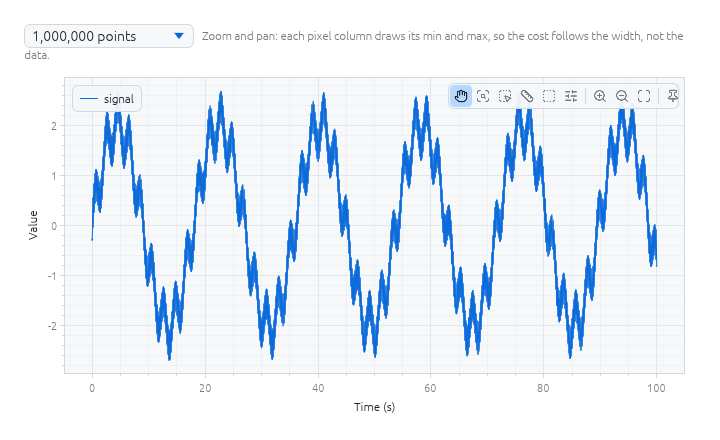 1,000,000 points
Zoom and pan: each pixel column draws its min and max, so the cost follows the width, not the
data.
signal
2
1
0
-1
-2
Value
0 20 40 60 80 100
Time (s)